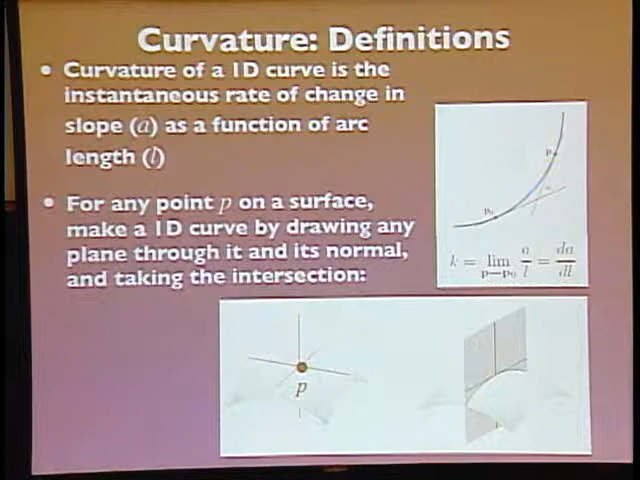 Curvature: Definitions
• Curvature of a 1D curve is the
instantaneous rate of change in
slope (a) as a function of arc
length (l)
• For any point p on a surface,
make a 1D curve by drawing any
plane through it and its normal,
and taking the intersection:
p
p₀
k = lim p→p₀ a/l = da/dl
p